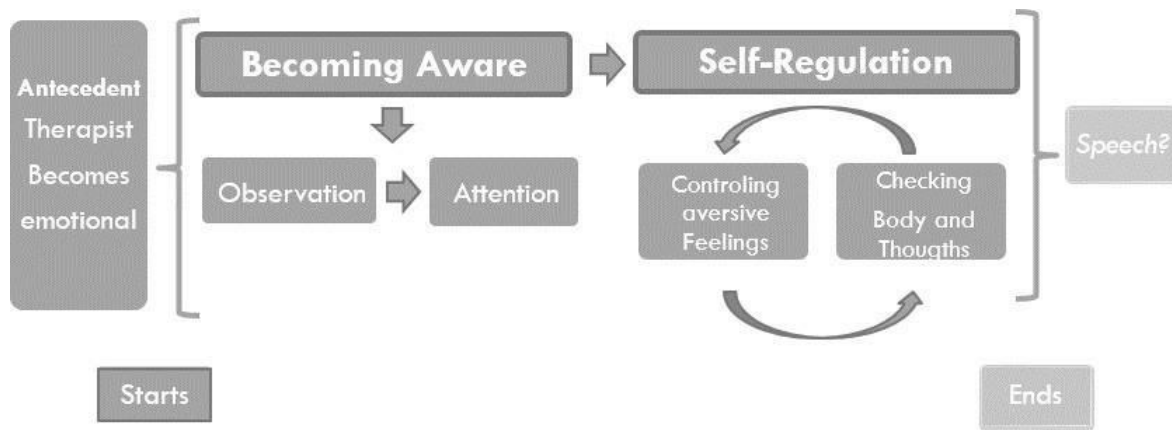 Antecedent
Therapist
Becomes
emotional
Becoming Aware
Observation
Attention
Self-Regulation
Controling
aversive
Feelings
Checking
Body and
Thougths
Speech?
Starts
Ends